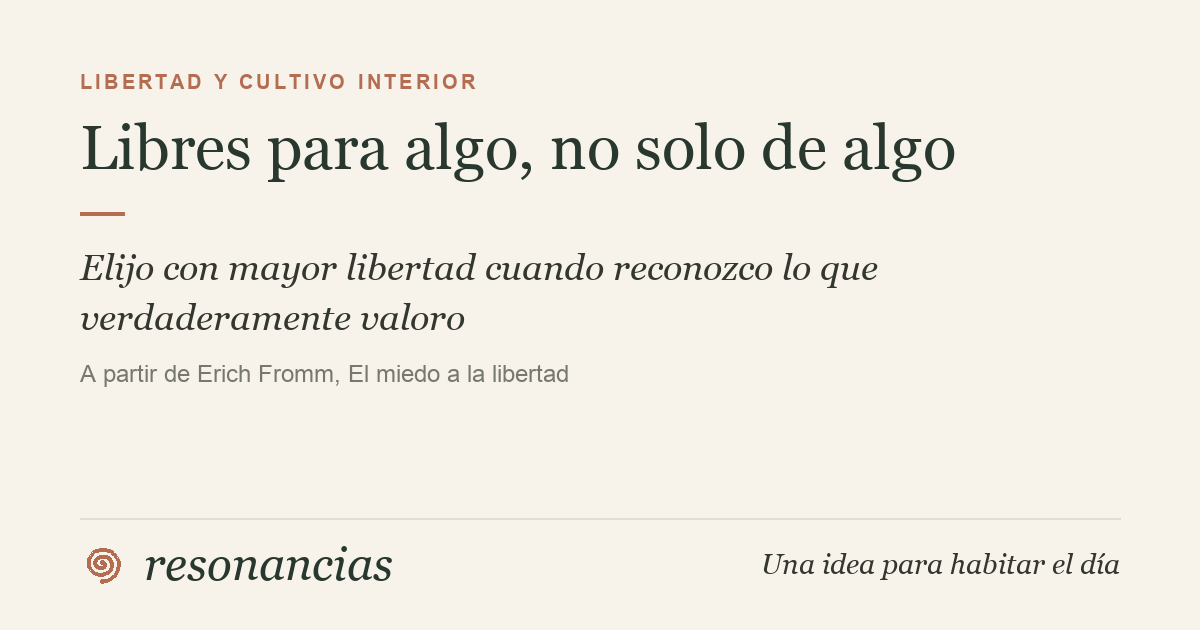 LIBERTAD Y CULTIVO INTERIOR
Libres para algo, no solo de algo
Elijo con mayor libertad cuando reconozco lo que
verdaderamente valoro
A partir de Erich Fromm, El miedo a la libertad
resonancias
Una idea para habitar el día